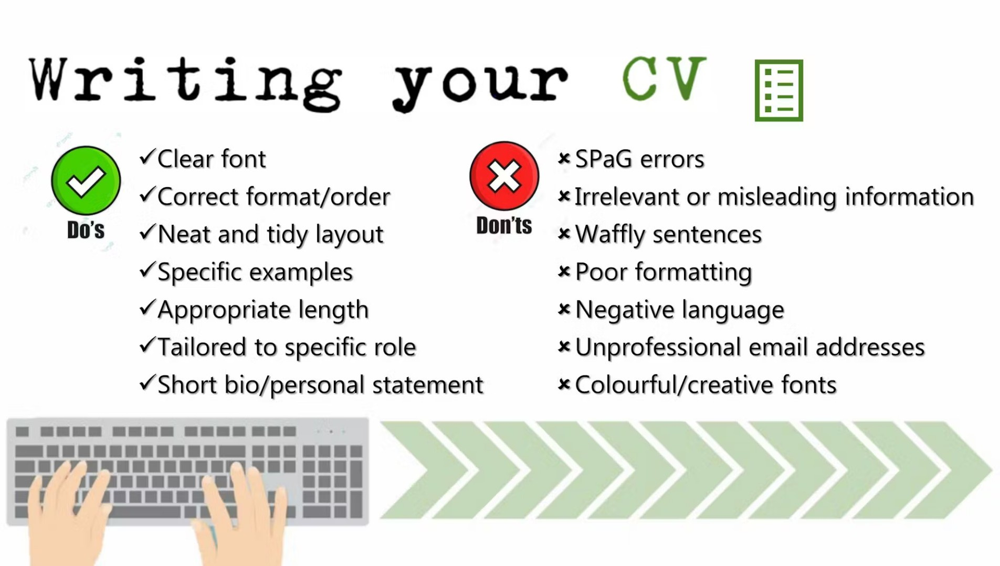 Writing your CV
Do's
✓Clear font
✓Correct format/order
✓Neat and tidy layout
✓Specific examples
✓Appropriate length
✓Tailored to specific role
✓Short bio/personal statement
Don'ts
×SPaG errors
×Irrelevant or misleading information
×Waffly sentences
×Poor formatting
×Negative language
×Unprofessional email addresses
×Colourful/creative fonts